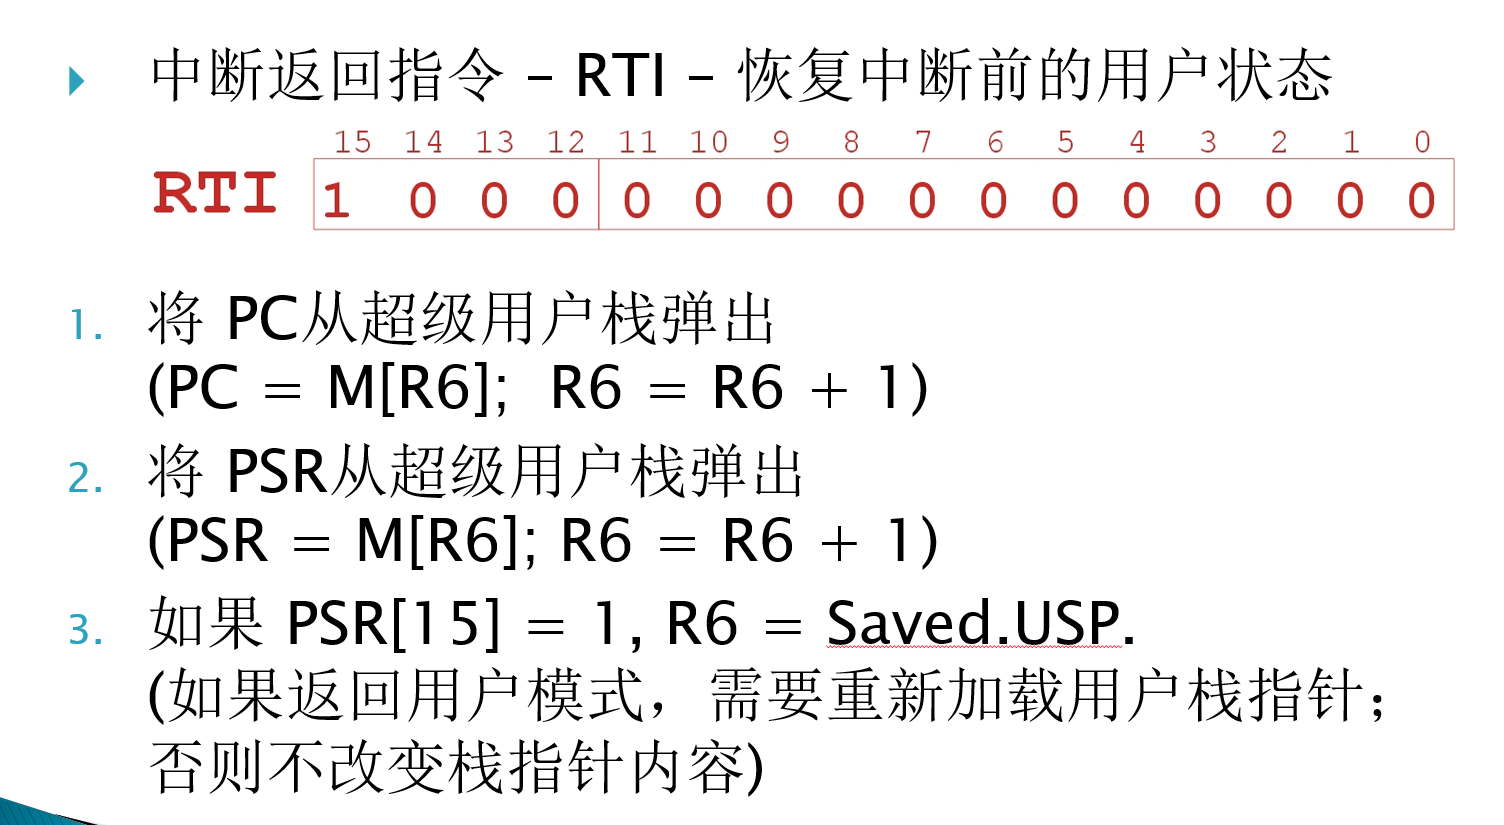 中断返回指令 – RTI – 恢复中断前的用户状态
15 14 13 12 11 10 9 8 7 6 5 4 3 2 1 0
RTI 1 0 0 0 0 0 0 0 0 0 0 0 0 0 0 0
1. 将 PC从超级用户栈弹出
(PC = M[R6]; R6 = R6 + 1)
2. 将 PSR从超级用户栈弹出
(PSR = M[R6]; R6 = R6 + 1)
3. 如果 PSR[15] = 1, R6 = Saved.USP.
(如果返回用户模式，需要重新加载用户栈指针；
否则不改变栈指针内容)